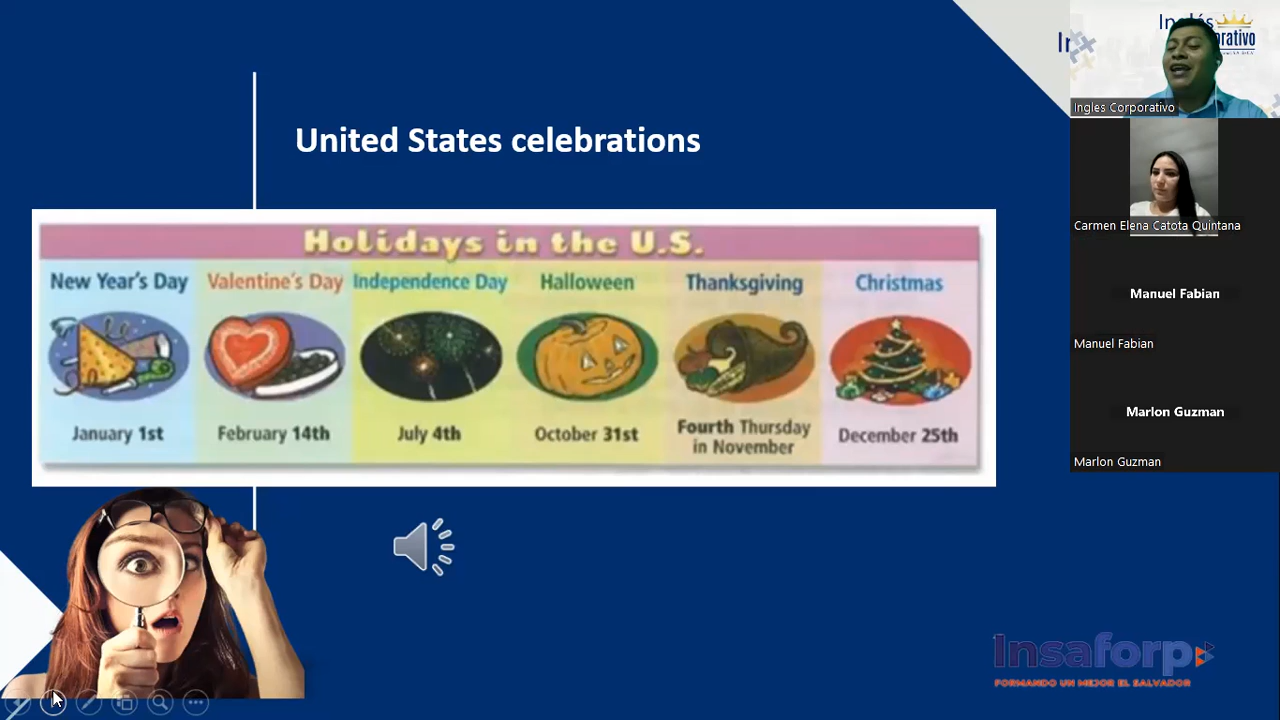 United States celebrations
Holidays in the U.S.
New Year's Day
Valentine's Day
Independence Day
Halloween
Thanksgiving
Christmas
January 1st
February 14th
July 4th
October 31st
Fourth Thursday
in November
December 25th
Insaforp
FORMANDO UN MEJOR EL SALVADOR
Ingles Corporativo
Carmen Elena Catota Quintana
Manuel Fabian
Manuel Fabian
Marlon Guzman
Marlon Guzman